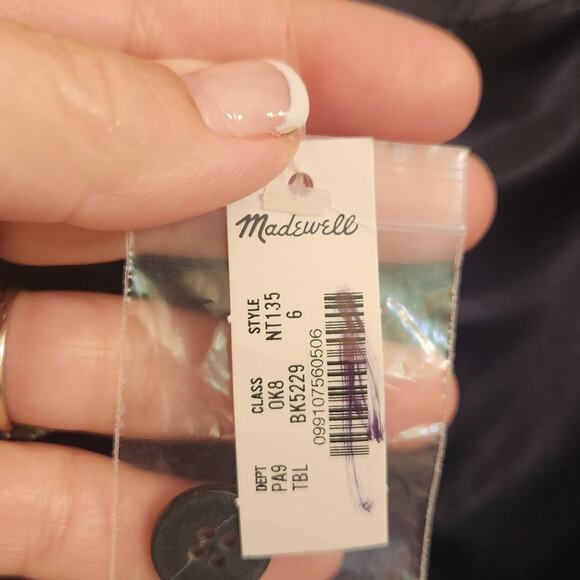 Madewell
DEPT CLASS STYLE
PA9 0K8 NT135
TBL BK5229 6
099107560506